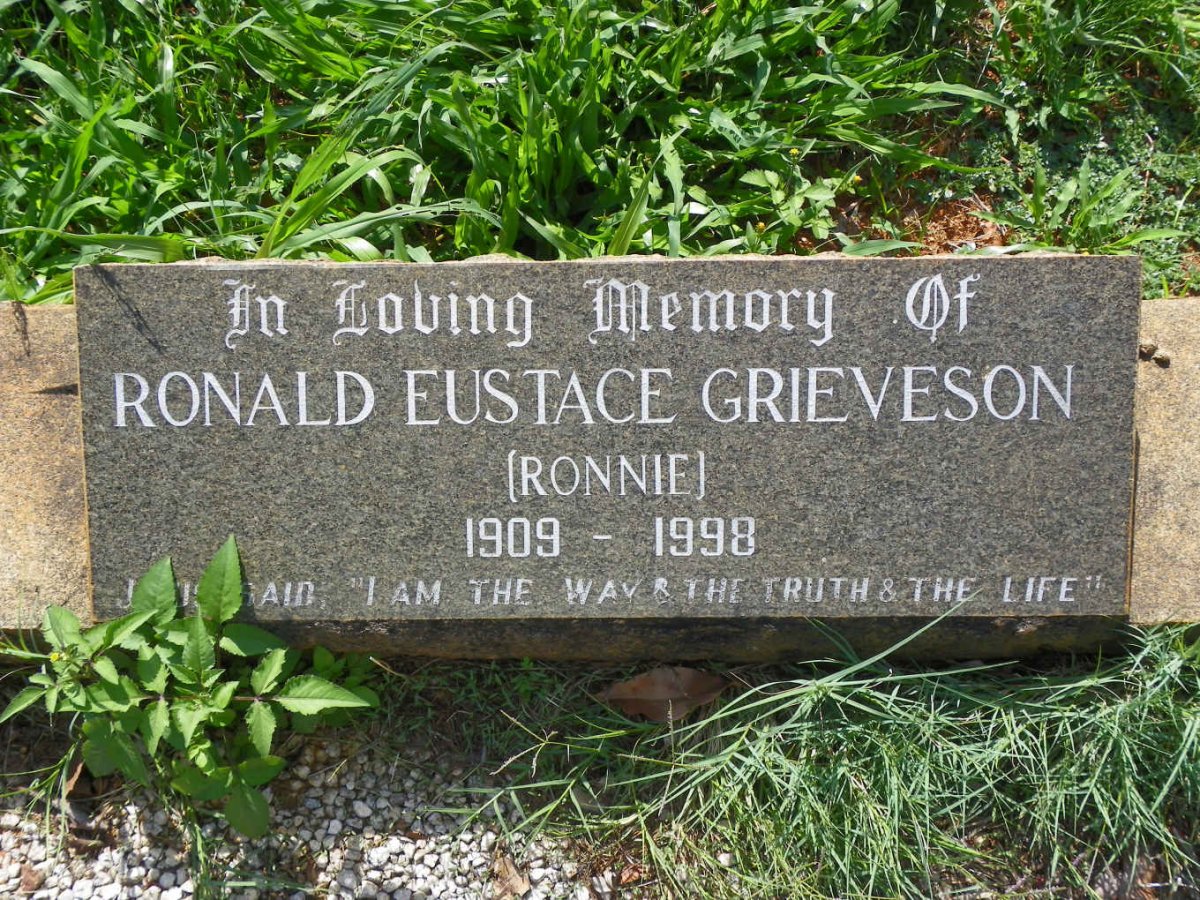 In Loving Memory Of
RONALD EUSTACE GRIEVESON
(RONNIE)
1909 - 1998
SAID, "I AM THE WAY & THE TRUTH & THE LIFE"